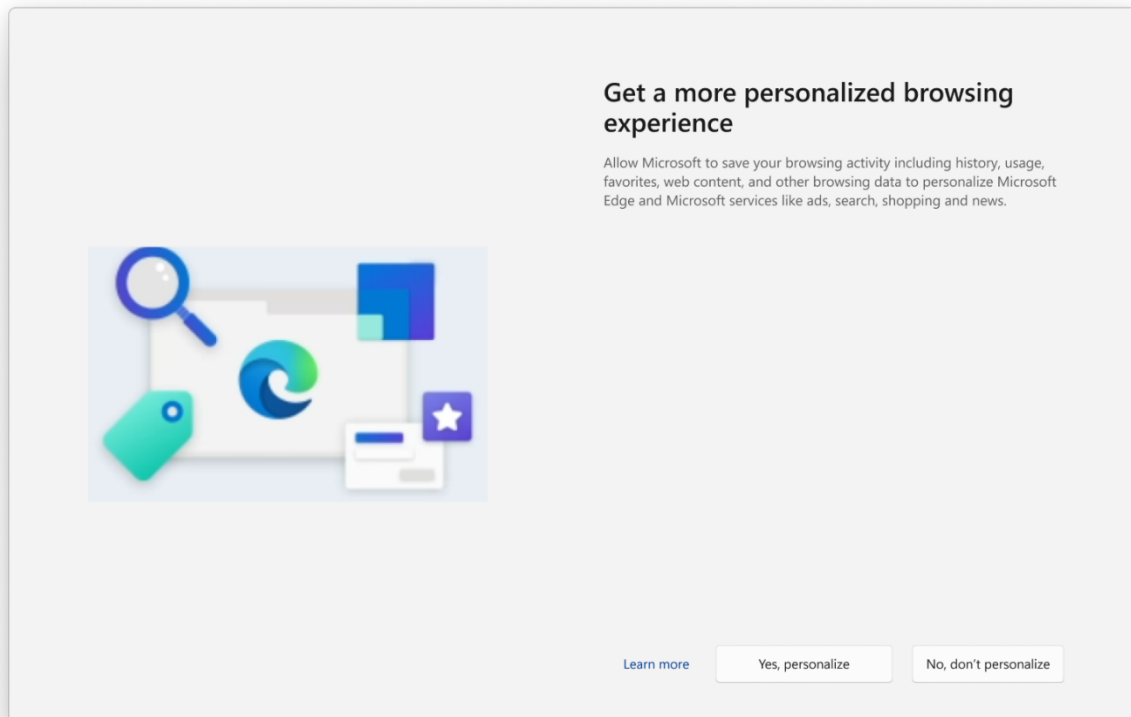 Get a more personalized browsing
experience
Allow Microsoft to save your browsing activity including history, usage,
favorites, web content, and other browsing data to personalize Microsoft
Edge and Microsoft services like ads, search, shopping and news.
Learn more
Yes, personalize
No, don’t personalize